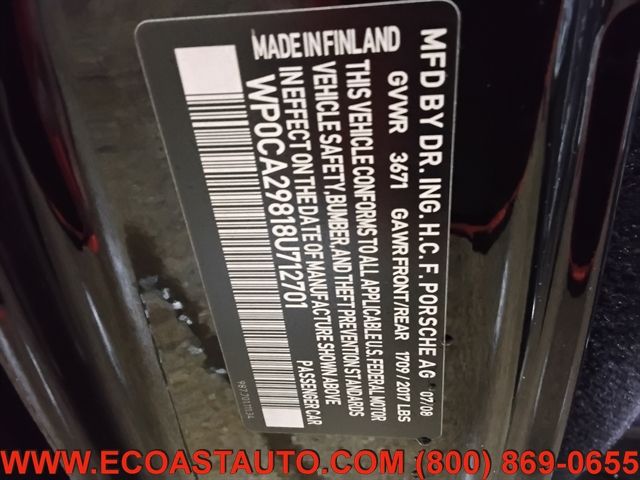 MFD BY DR. ING. H.C. F. PORSCHE AG 07/08
GVWR 3671 GAWR FRONT/REAR 1709 / 2017 LBS
THIS VEHICLE CONFORMS TO ALL APPLICABLE U.S. FEDERAL MOTOR
VEHICLE SAFETY, BUMPER, AND THEFT PREVENTION STANDARDS
IN EFFECT ON THE DATE OF MANUFACTURE SHOWN ABOVE
WP0CA29818U712701 PASSENGER CAR
MADE IN FINLAND
WWW.ECOASTAUTO.COM (800) 869-0655